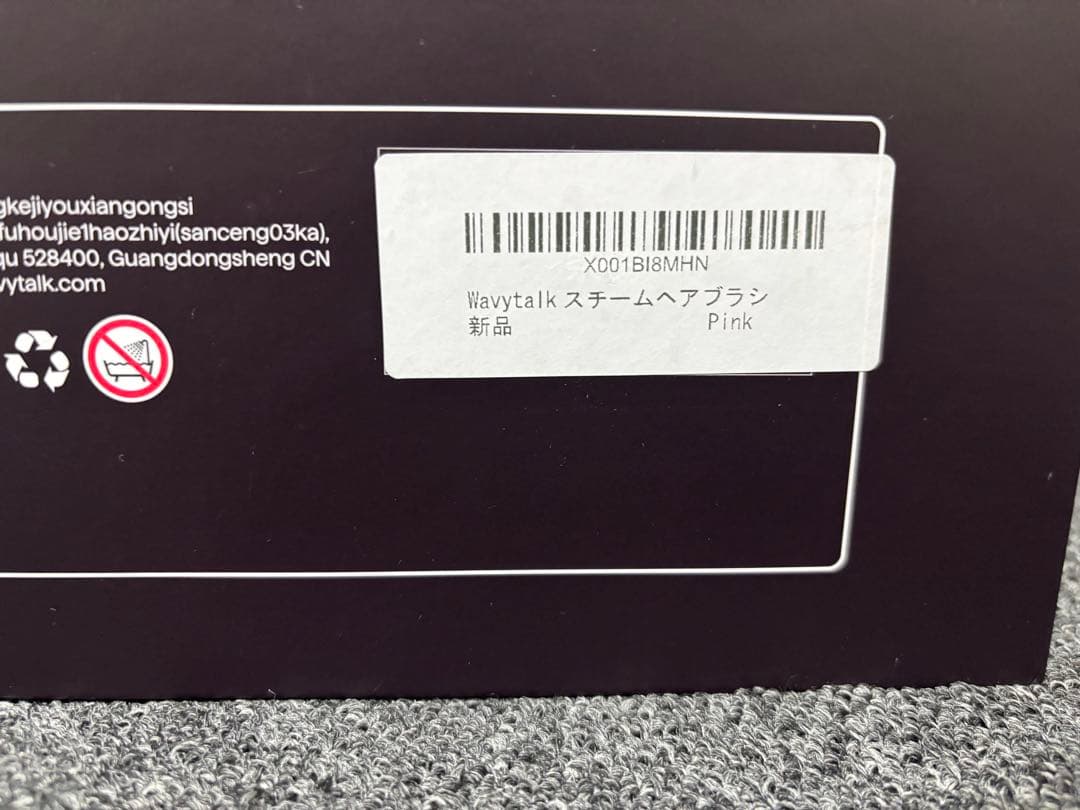 gkejiyouxiangongsi
fuhoujie1haozhiyi(sanceng03ka),
qu 528400, Guangdongsheng CN
vytalk.com
X001BI8MHN
Wavytalk スチームヘアブラシ
新品 Pink